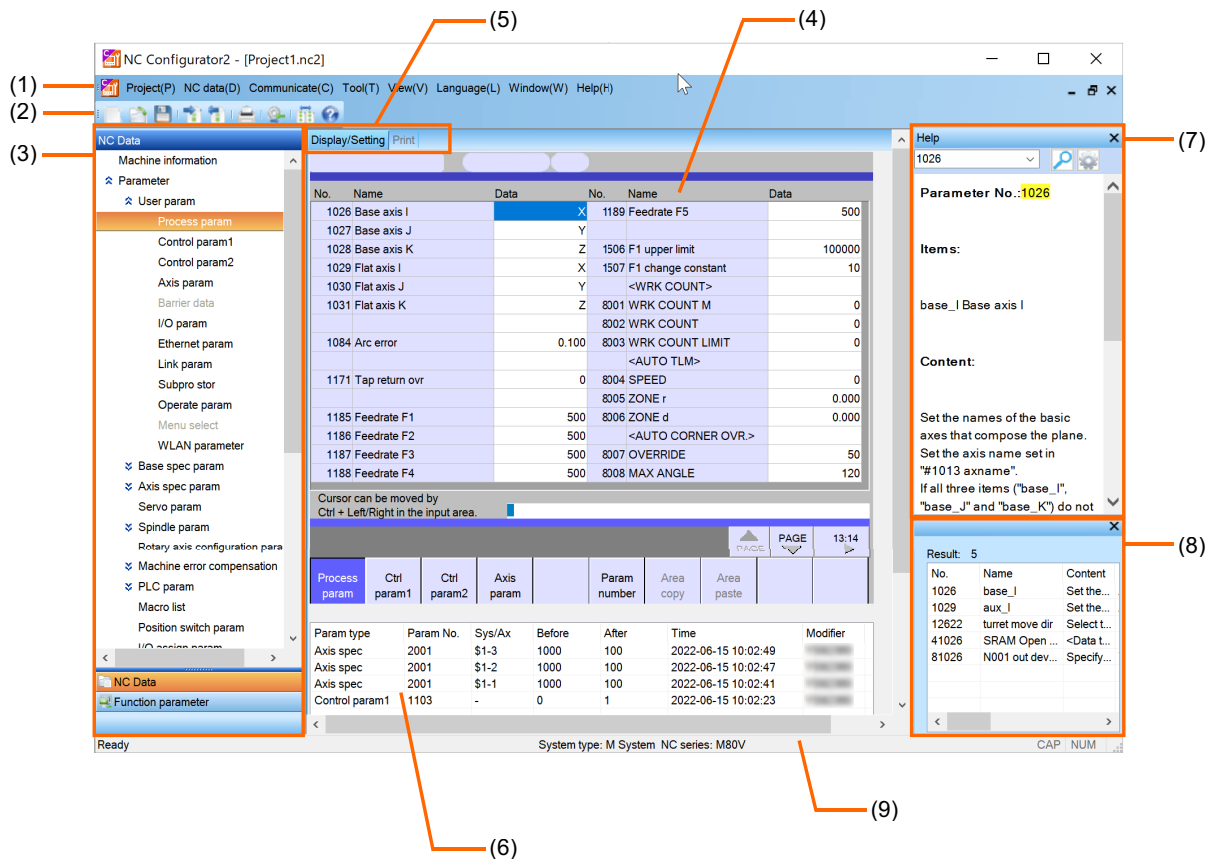 (5)
(4)
NC Configurator2 - [Project1.nc2]
(1)
Project(P) NC data(D) Communicate(C) Tool(T) View(V) Language(L) Window(W) Help(H)
(2)
(3)
NC Data
Machine information
Parameter
User param
Process param
Control param1
Control param2
Axis param
Barrier data
I/O param
Ethernet param
Link param
Subpro stor
Operate param
Menu select
WLAN parameter
Base spec param
Axis spec param
Servo param
Spindle param
Rotary axis configuration para
Machine error compensation
PLC param
Macro list
Position switch param
I/O assign param
NC Data
Function parameter
Display/Setting Print
No. Name Data No. Name Data
1026 Base axis I X 1189 Feedrate F5 500
1027 Base axis J Y
1028 Base axis K Z 1506 F1 upper limit 100000
1029 Flat axis I X 1507 F1 change constant 10
1030 Flat axis J Y <WRK COUNT>
1031 Flat axis K Z 8001 WRK COUNT M 0
8002 WRK COUNT 0
1084 Arc error 0.100 8003 WRK COUNT LIMIT 0
<AUTO TLM>
1171 Tap return ovr 0 8004 SPEED 0
8005 ZONE r 0.000
1185 Feedrate F1 500 8006 ZONE d 0.000
1186 Feedrate F2 500 <AUTO CORNER OVR.>
1187 Feedrate F3 500 8007 OVERRIDE 50
1188 Feedrate F4 500 8008 MAX ANGLE 120
Cursor can be moved by
Ctrl + Left/Right in the input area.
PAGE PAGE 13:14
Process param Ctrl param1 Ctrl param2 Axis param Param number Area copy Area paste
Param type Param No. Sys/Ax Before After Time Modifier
Axis spec 2001 $1-3 1000 100 2022-06-15 10:02:49
Axis spec 2001 $1-2 1000 100 2022-06-15 10:02:47
Axis spec 2001 $1-1 1000 100 2022-06-15 10:02:41
Control param1 1103 - 0 1 2022-06-15 10:02:23
Help
(7)
1026
Parameter No.:1026
Items:
base_I Base axis I
Content:
Set the names of the basic
axes that compose the plane.
Set the axis name set in
"#1013 axname".
If all three items ("base_I",
"base_J" and "base_K") do not
(8)
Result: 5
No. Name Content
1026 base_I Set the...
1029 aux_I Set the...
12622 turret move dir Select t...
41026 SRAM Open ... <Data t...
81026 N001 out dev... Specify...
Ready System type: M System NC series: M80V CAP NUM
(9)
(6)